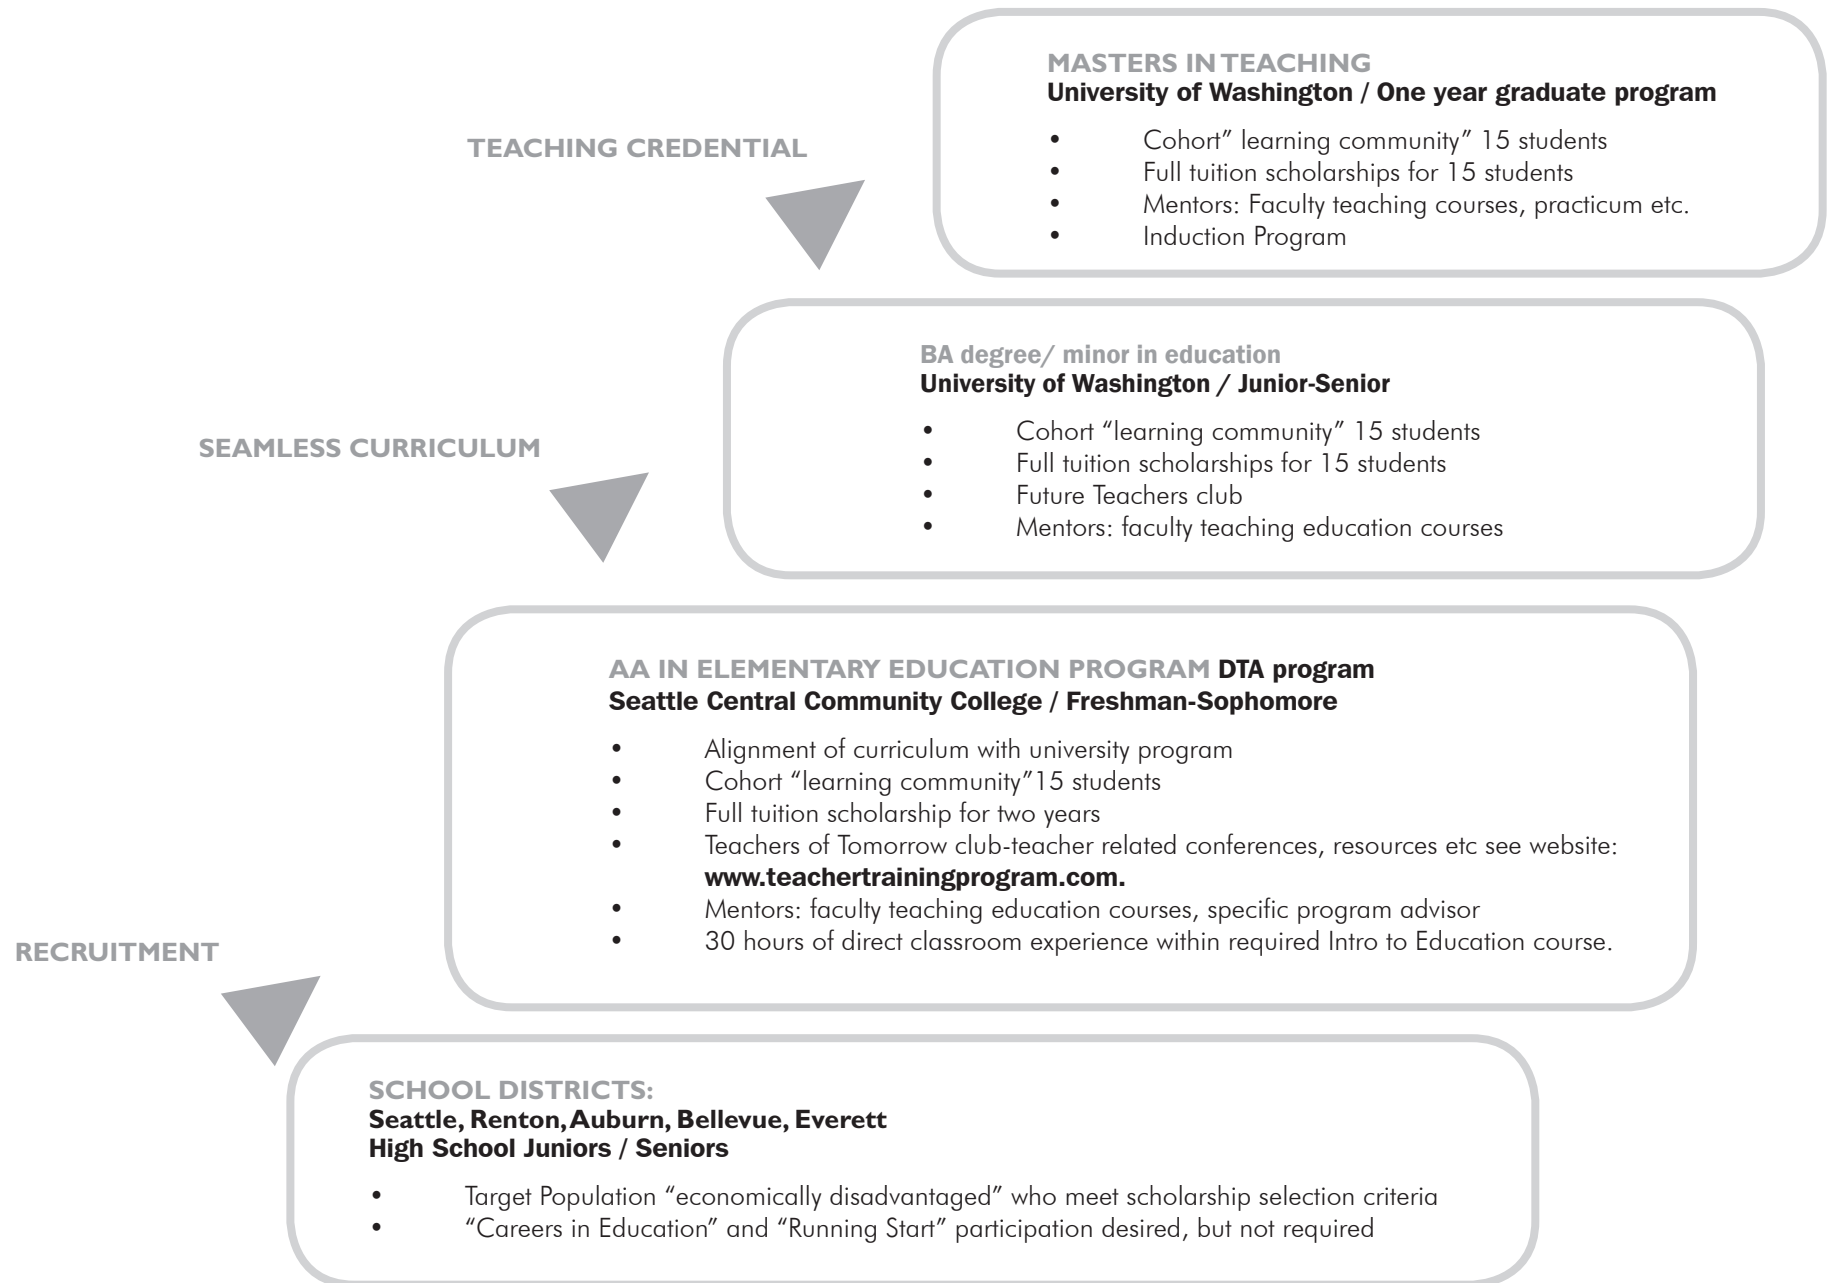 MASTERS IN TEACHING
University of Washington / One year graduate program
• Cohort” learning community” 15 students
• Full tuition scholarships for 15 students
• Mentors: Faculty teaching courses, practicum etc.
• Induction Program
TEACHING CREDENTIAL
BA degree/ minor in education
University of Washington / Junior-Senior
• Cohort “learning community” 15 students
• Full tuition scholarships for 15 students
• Future Teachers club
• Mentors: faculty teaching education courses
SEAMLESS CURRICULUM
AA IN ELEMENTARY EDUCATION PROGRAM DTA program
Seattle Central Community College / Freshman-Sophomore
• Alignment of curriculum with university program
• Cohort “learning community”15 students
• Full tuition scholarship for two years
• Teachers of Tomorrow club-teacher related conferences, resources etc see website:
www.teachertrainingprogram.com.
• Mentors: faculty teaching education courses, specific program advisor
• 30 hours of direct classroom experience within required Intro to Education course.
RECRUITMENT
SCHOOL DISTRICTS:
Seattle, Renton, Auburn, Bellevue, Everett
High School Juniors / Seniors
• Target Population “economically disadvantaged” who meet scholarship selection criteria
• “Careers in Education” and “Running Start” participation desired, but not required